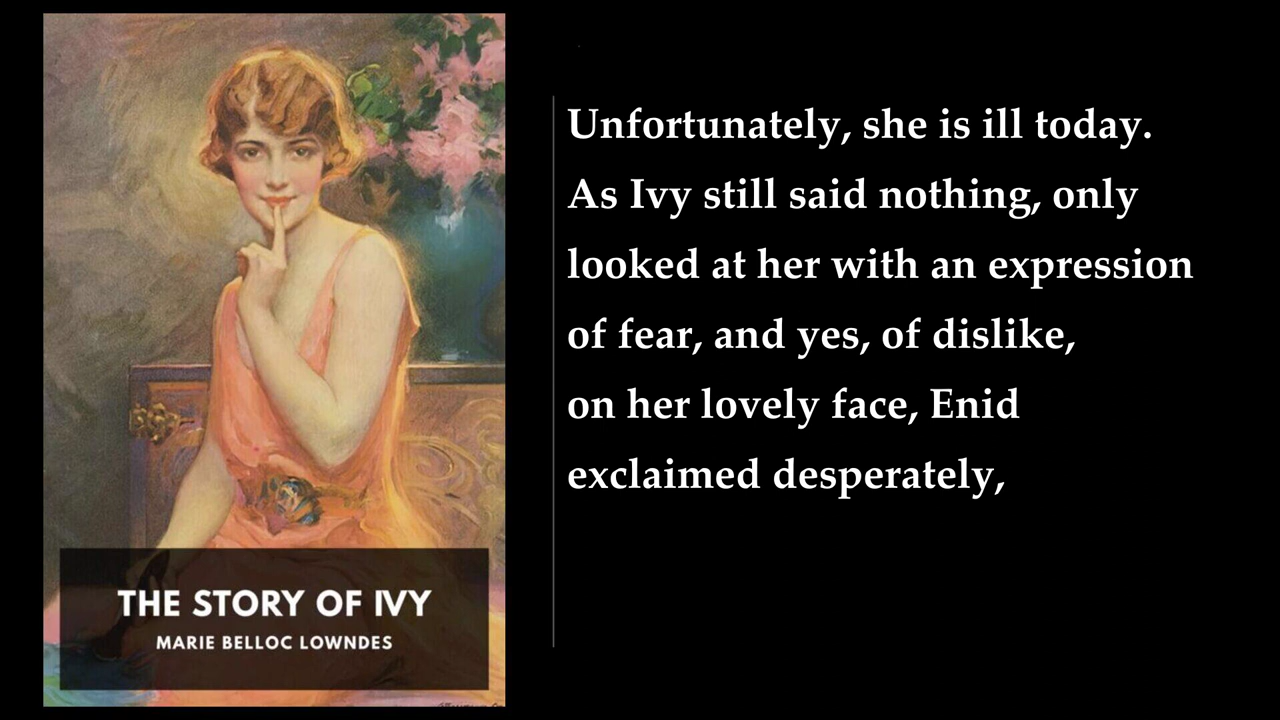 Unfortunately, she is ill today.
As Ivy still said nothing, only
looked at her with an expression
of fear, and yes, of dislike,
on her lovely face, Enid
exclaimed desperately,
THE STORY OF IVY
MARIE BELLOC LOWNDES